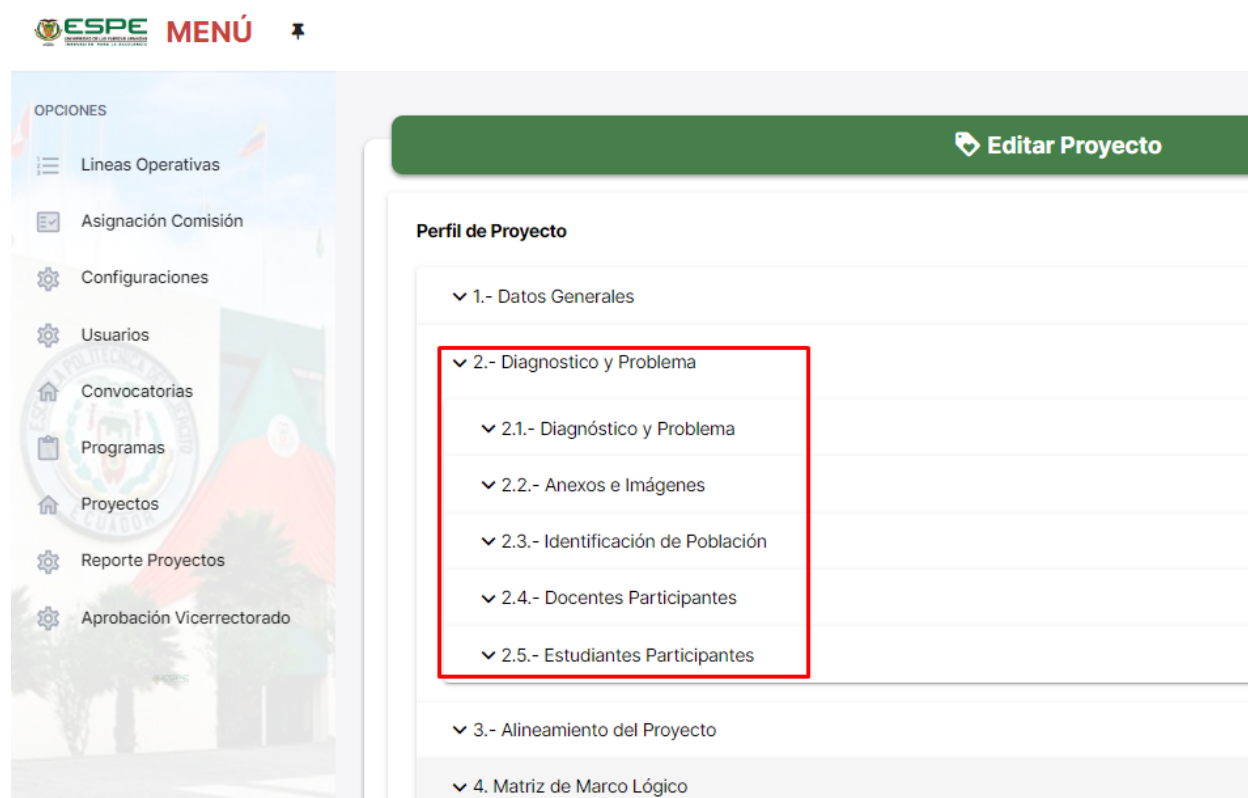 ESPE MENÚ
OPCIONES
Lineas Operativas
Asignación Comisión
Configuraciones
Usuarios
Convocatorias
Programas
Proyectos
Reporte Proyectos
Aprobación Vicerrectorado
Editar Proyecto
Perfil de Proyecto
1.- Datos Generales
2.- Diagnostico y Problema
2.1.- Diagnóstico y Problema
2.2.- Anexos e Imágenes
2.3.- Identificación de Población
2.4.- Docentes Participantes
2.5.- Estudiantes Participantes
3.- Alineamiento del Proyecto
4. Matriz de Marco Lógico